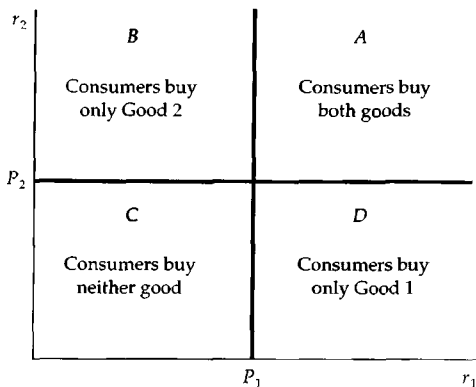 r₂
B
A
Consumers buy
only Good 2
Consumers buy
both goods
P₂
C
D
Consumers buy
neither good
Consumers buy
only Good 1
P₁
r₁